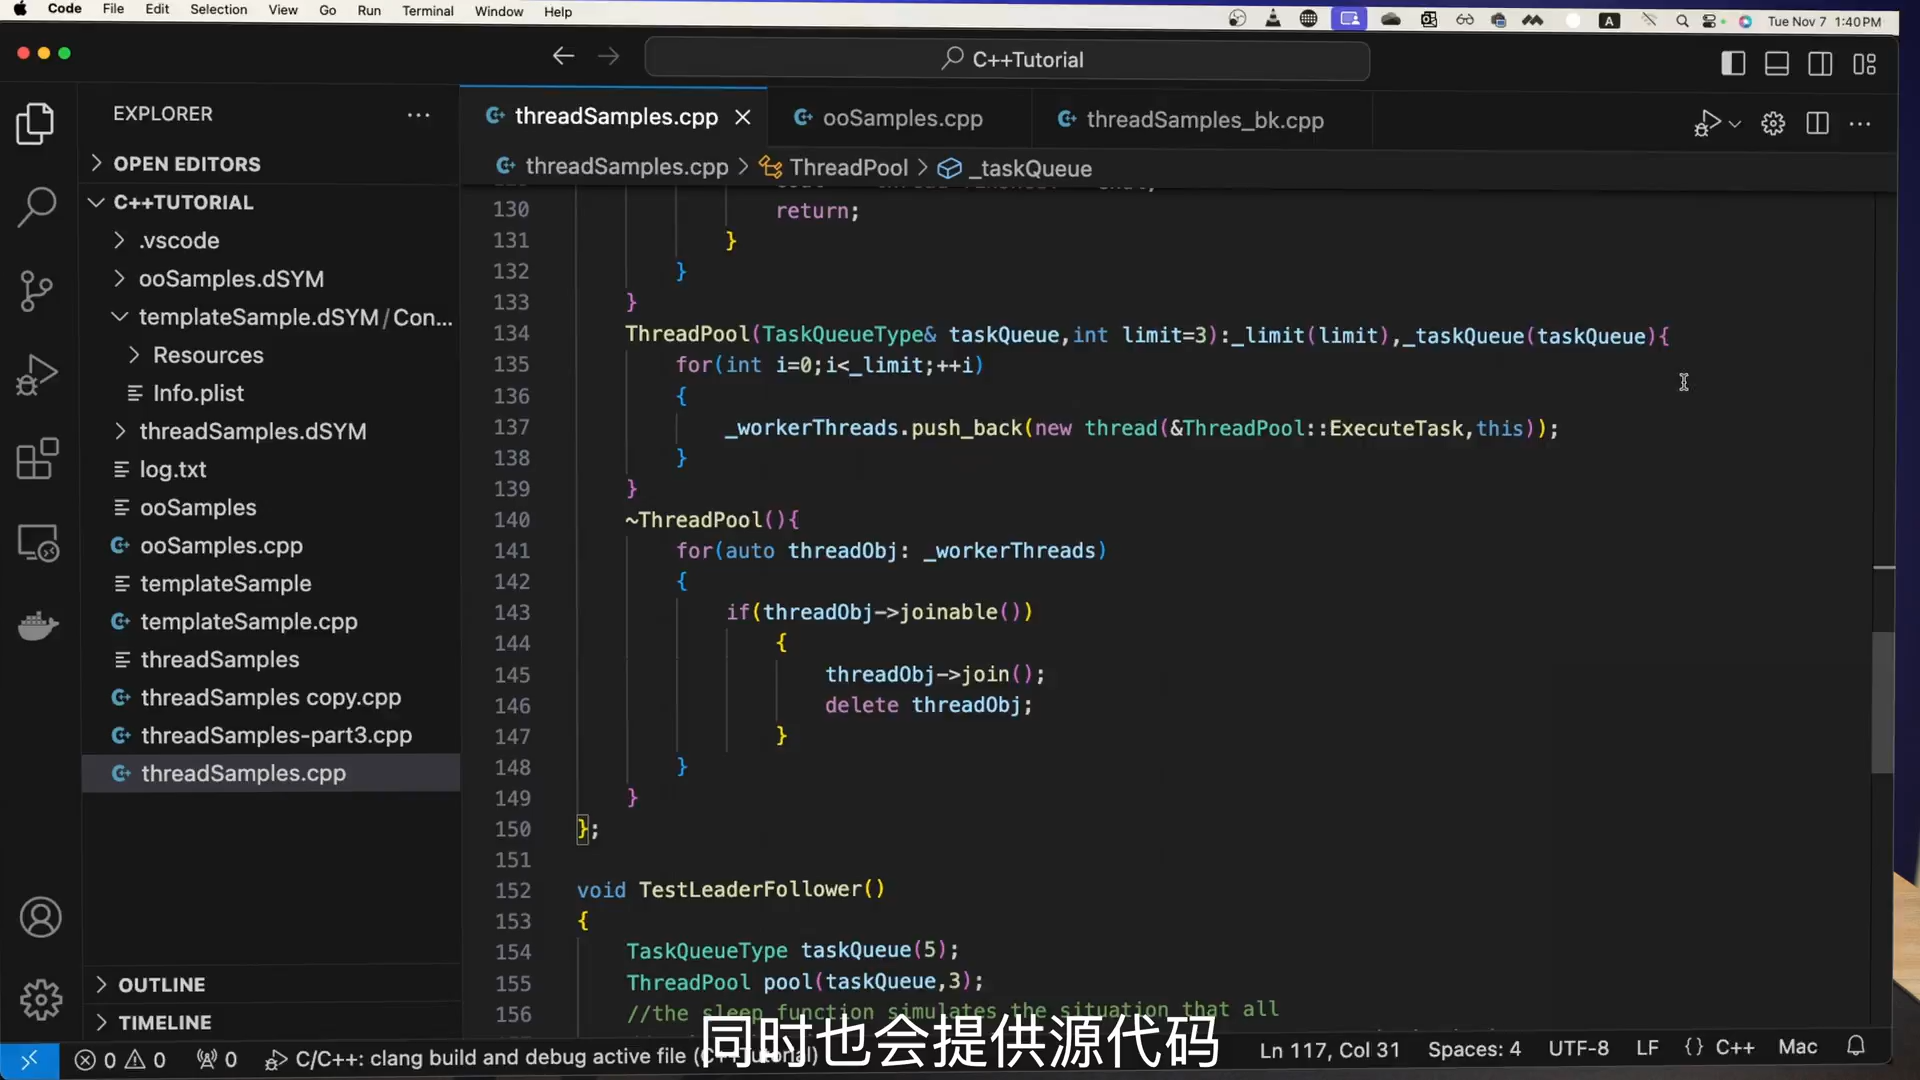 Code File Edit Selection View Go Run Terminal Window Help
A Tue Nov 7 1:40 PM
C++Tutorial
EXPLORER
OPEN EDITORS
C++TUTORIAL
.vscode
ooSamples.dSYM
templateSample.dSYM/Con...
Resources
Info.plist
threadSamples.dSYM
log.txt
ooSamples
ooSamples.cpp
templateSample
templateSample.cpp
threadSamples
threadSamples copy.cpp
threadSamples-part3.cpp
threadSamples.cpp
OUTLINE
TIMELINE
threadSamples.cpp ooSamples.cpp threadSamples_bk.cpp
threadSamples.cpp > ThreadPool > _taskQueue
130 return;
131 }
132 }
133 }
134 ThreadPool(TaskQueueType& taskQueue,int limit=3):_limit(limit),_taskQueue(taskQueue){
135 for(int i=0;i<_limit;++i)
136 {
137 _workerThreads.push_back(new thread(&ThreadPool::ExecuteTask,this));
138 }
139 }
140 ~ThreadPool(){
141 for(auto threadObj: _workerThreads)
142 {
143 if(threadObj->joinable())
144 {
145 threadObj->join();
146 delete threadObj;
147 }
148 }
149 }
150 };
151
152 void TestLeaderFollower()
153 {
154 TaskQueueType taskQueue(5);
155 ThreadPool pool(taskQueue,3);
156 //the sleep function simulates the situation that all
同时也会提供源代码
0 0 0 C/C++: clang build and debug active file (C++Tutorial) Ln 117, Col 31 Spaces: 4 UTF-8 LF {} C++ Mac